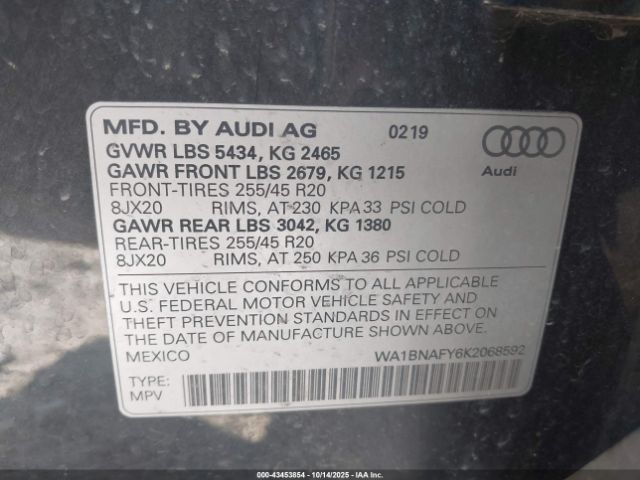 MFD. BY AUDI AG 0219
GVWR LBS 5434, KG 2465
GAWR FRONT LBS 2679, KG 1215
Audi
FRONT-TIRES 255/45 R20
8JX20 RIMS, AT 230 KPA 33 PSI COLD
GAWR REAR LBS 3042, KG 1380
REAR-TIRES 255/45 R20
8JX20 RIMS, AT 250 KPA 36 PSI COLD
THIS VEHICLE CONFORMS TO ALL APPLICABLE
U.S. FEDERAL MOTOR VEHICLE SAFETY AND
THEFT PREVENTION STANDARDS IN EFFECT ON
THE DATE OF MANUFACTURE SHOWN ABOVE.
MEXICO WA1BNAFY6K2068592
TYPE:
MPV
000-43453854 | 10/14/2025 - IAAI, INC.